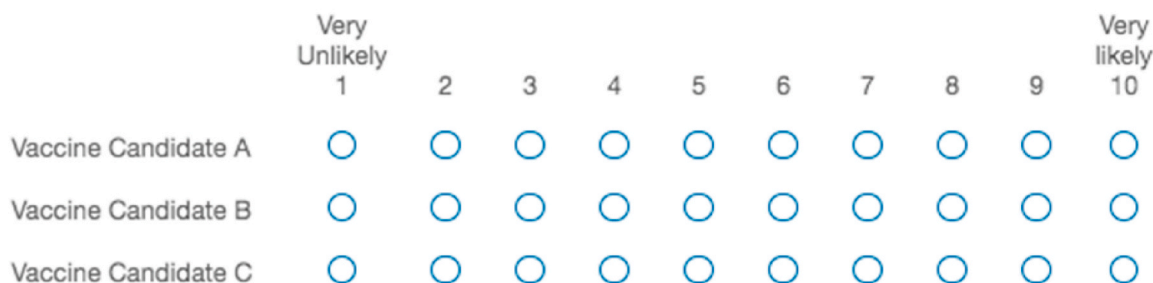 Very Unlikely 1 2 3 4 5 6 7 8 9 Very likely 10
Vaccine Candidate A
Vaccine Candidate B
Vaccine Candidate C